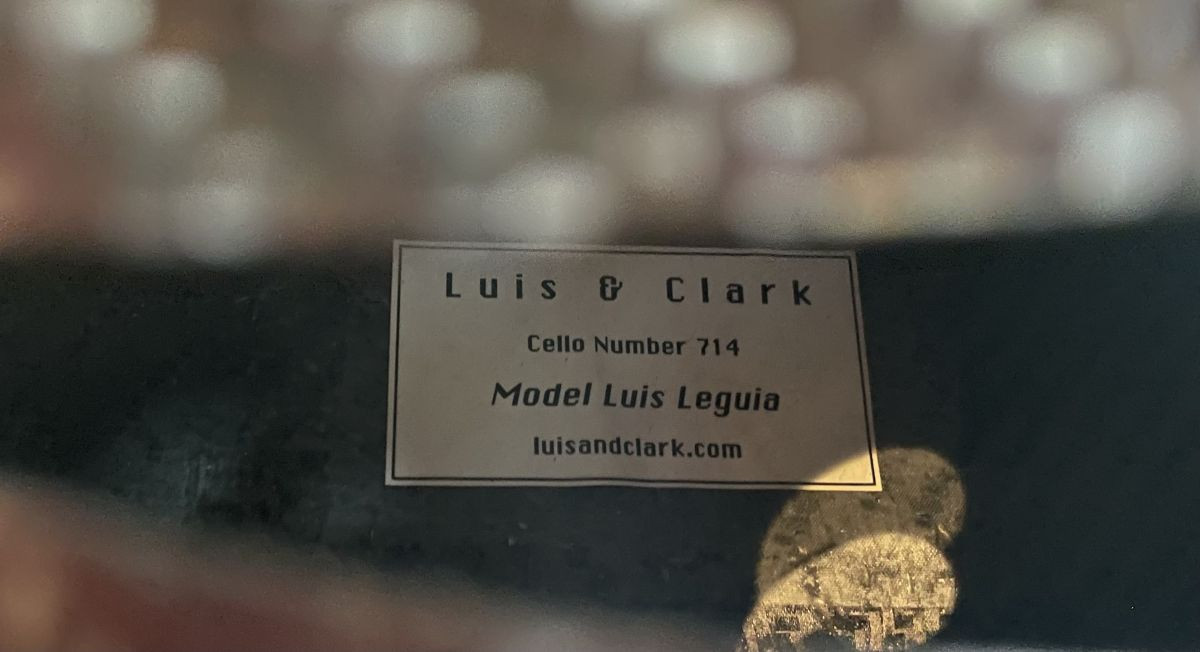 Luis & Clark
Cello Number 714
Model Luis Leguia
luisandclark.com